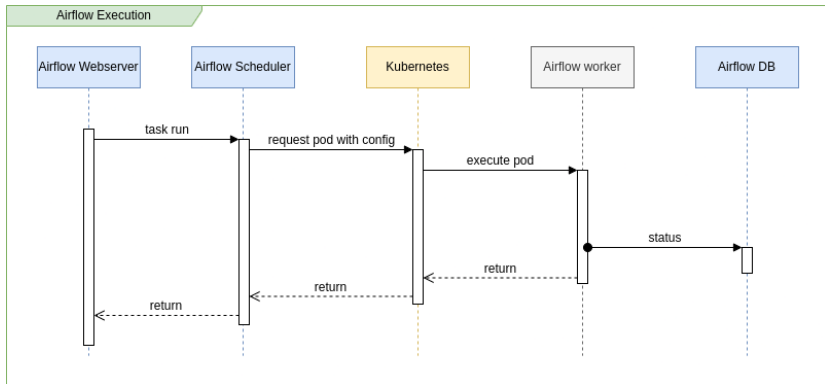 Airflow Execution
Airflow Webserver
Airflow Scheduler
Kubernetes
Airflow worker
Airflow DB
task run
request pod with config
execute pod
status
return
return
return